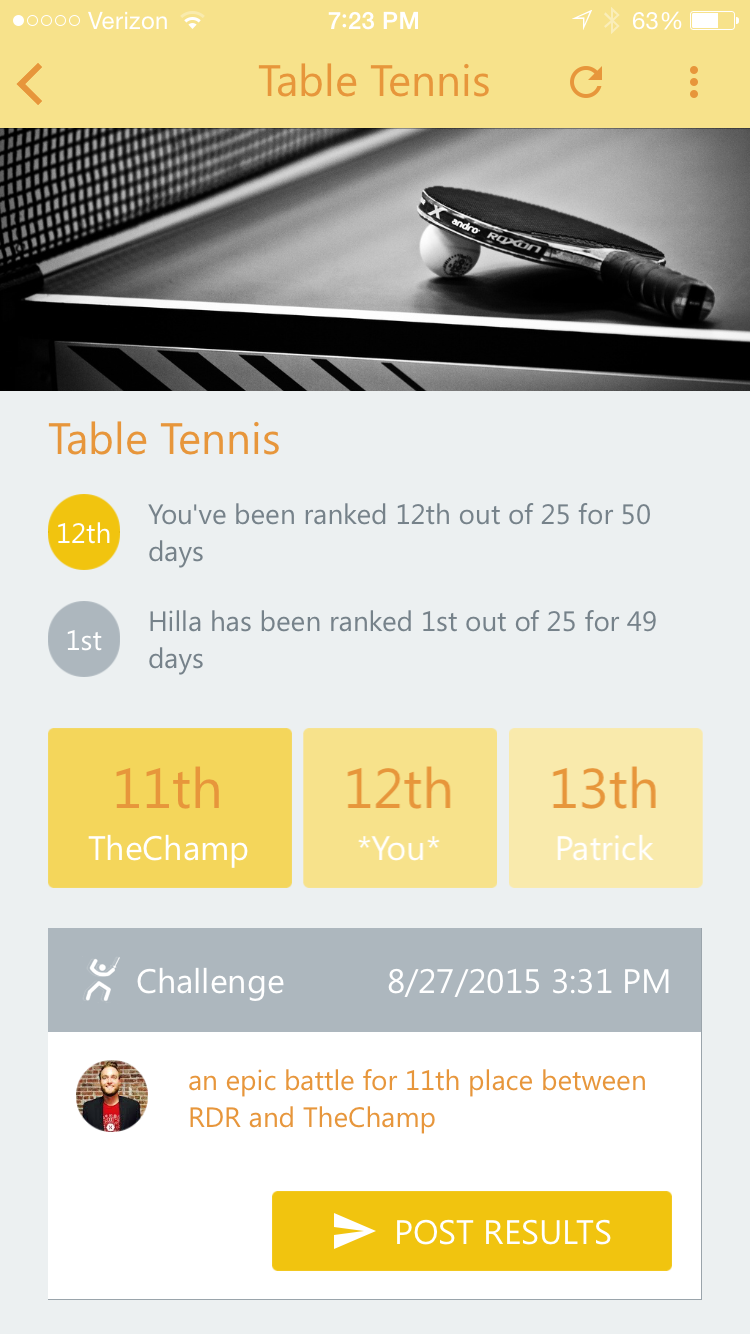 Verizon 7:23 PM 63%
Table Tennis
X andro ROXON
Table Tennis
12th
You've been ranked 12th out of 25 for 50
days
1st
Hilla has been ranked 1st out of 25 for 49
days
11th
TheChamp
12th
*You*
13th
Patrick
Challenge 8/27/2015 3:31 PM
an epic battle for 11th place between
RDR and TheChamp
POST RESULTS